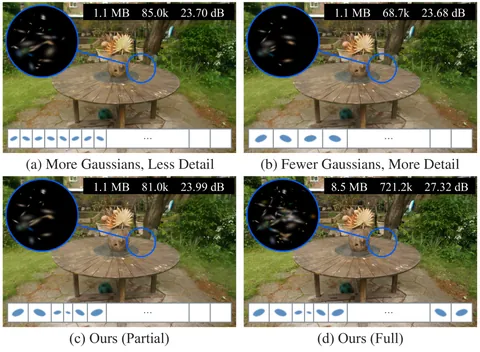 1.1 MB 85.0k 23.70 dB
1.1 MB 68.7k 23.68 dB
...
...
(a) More Gaussians, Less Detail
(b) Fewer Gaussians, More Detail
1.1 MB 81.0k 23.99 dB
8.5 MB 721.2k 27.32 dB
...
...
(c) Ours (Partial)
(d) Ours (Full)